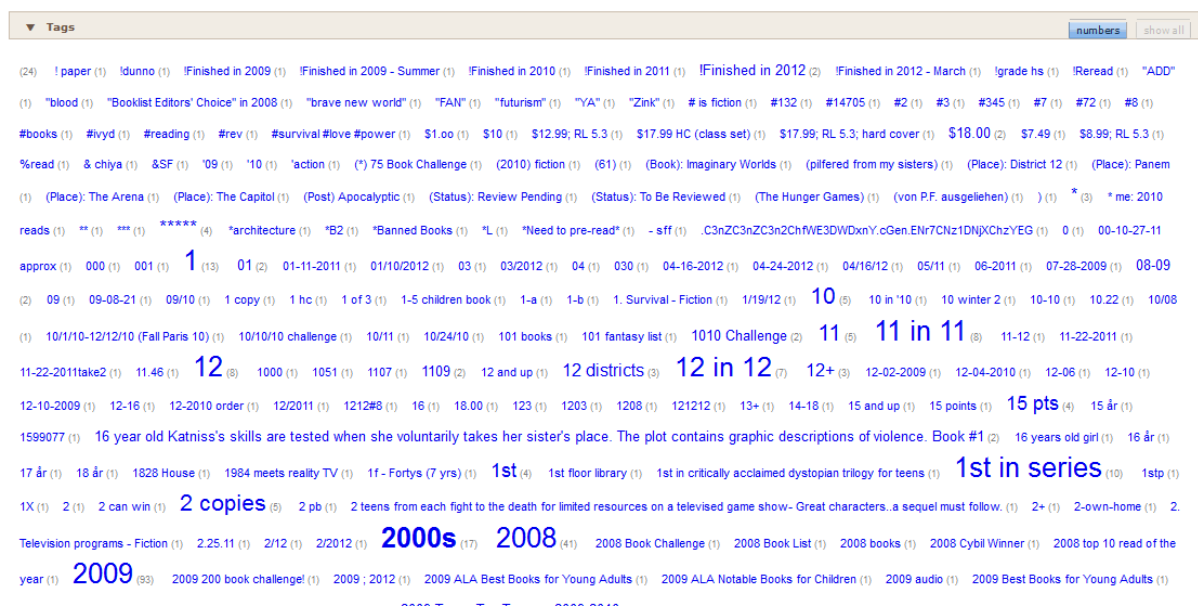 ▼ Tags numbers show all
(24) ! paper (1) !dunno (1) !Finished in 2009 (1) !Finished in 2009 - Summer (1) !Finished in 2010 (1) !Finished in 2011 (1) !Finished in 2012 (2) !Finished in 2012 - March (1) !grade hs (1) !Reread (1) "ADD"
(1) "blood (1) "Booklist Editors' Choice" in 2008 (1) "brave new world" (1) "FAN" (1) "futurism" (1) "YA" (1) "Zink" (1) # is fiction (1) #132 (1) #14705 (1) #2 (1) #3 (1) #345 (1) #7 (1) #72 (1) #8 (1)
#books (1) #ivyd (1) #reading (1) #rev (1) #survival #love #power (1) $1.oo (1) $10 (1) $12.99; RL 5.3 (1) $17.99 HC (class set) (1) $17.99; RL 5.3; hard cover (1) $18.00 (2) $7.49 (1) $8.99; RL 5.3 (1)
%read (1) & chiya (1) &SF (1) '09 (1) '10 (1) 'action (1) (*) 75 Book Challenge (1) (2010) fiction (1) (61) (1) (Book): Imaginary Worlds (1) (pilfered from my sisters) (1) (Place): District 12 (1) (Place): Panem
(1) (Place): The Arena (1) (Place): The Capitol (1) (Post) Apocalyptic (1) (Status): Review Pending (1) (Status): To Be Reviewed (1) (The Hunger Games) (1) (von P.F. ausgeliehen) (1) ) (1) * (3) * me: 2010
reads (1) ** (1) *** (1) ***** (4) *architecture (1) *B2 (1) *Banned Books (1) *L (1) *Need to pre-read* (1) - sff (1) .C3nZC3nZC3n2ChfWE3DWDxnY.cGen.ENr7CNz1DNjXChzYEG (1) 0 (1) 00-10-27-11
approx (1) 000 (1) 001 (1) 1 (13) 01 (2) 01-11-2011 (1) 01/10/2012 (1) 03 (1) 03/2012 (1) 04 (1) 030 (1) 04-16-2012 (1) 04-24-2012 (1) 04/16/12 (1) 05/11 (1) 06-2011 (1) 07-28-2009 (1) 08-09
(2) 09 (1) 09-08-21 (1) 09/10 (1) 1 copy (1) 1 hc (1) 1 of 3 (1) 1-5 children book (1) 1-a (1) 1-b (1) 1. Survival - Fiction (1) 1/19/12 (1) 10 (5) 10 in '10 (1) 10 winter 2 (1) 10-10 (1) 10.22 (1) 10/08
(1) 10/1/10-12/12/10 (Fall Paris 10) (1) 10/10/10 challenge (1) 10/11 (1) 10/24/10 (1) 101 books (1) 101 fantasy list (1) 1010 Challenge (2) 11 (5) 11 in 11 (8) 11-12 (1) 11-22-2011 (1)
11-22-2011take2 (1) 11.46 (1) 12 (8) 1000 (1) 1051 (1) 1107 (1) 1109 (2) 12 and up (1) 12 districts (3) 12 in 12 (7) 12+ (3) 12-02-2009 (1) 12-04-2010 (1) 12-06 (1) 12-10 (1)
12-10-2009 (1) 12-16 (1) 12-2010 order (1) 12/2011 (1) 1212#8 (1) 16 (1) 18.00 (1) 123 (1) 1203 (1) 1208 (1) 121212 (1) 13+ (1) 14-18 (1) 15 and up (1) 15 points (1) 15 pts (4) 15 år (1)
1599077 (1) 16 year old Katniss's skills are tested when she voluntarily takes her sister's place. The plot contains graphic descriptions of violence. Book #1 (2) 16 years old girl (1) 16 år (1)
17 år (1) 18 år (1) 1828 House (1) 1984 meets reality TV (1) 1f - Fortys (7 yrs) (1) 1st (4) 1st floor library (1) 1st in critically acclaimed dystopian trilogy for teens (1) 1st in series (10) 1stp (1)
1X (1) 2 (1) 2 can win (1) 2 copies (5) 2 pb (1) 2 teens from each fight to the death for limited resources on a televised game show- Great characters..a sequel must follow. (1) 2+ (1) 2-own-home (1) 2.
Television programs - Fiction (1) 2.25.11 (1) 2/12 (1) 2/2012 (1) 2000s (17) 2008 (41) 2008 Book Challenge (1) 2008 Book List (1) 2008 books (1) 2008 Cybil Winner (1) 2008 top 10 read of the
year (1) 2009 (93) 2009 200 book challenge! (1) 2009 ; 2012 (1) 2009 ALA Best Books for Young Adults (1) 2009 ALA Notable Books for Children (1) 2009 audio (1) 2009 Best Books for Young Adults (1)